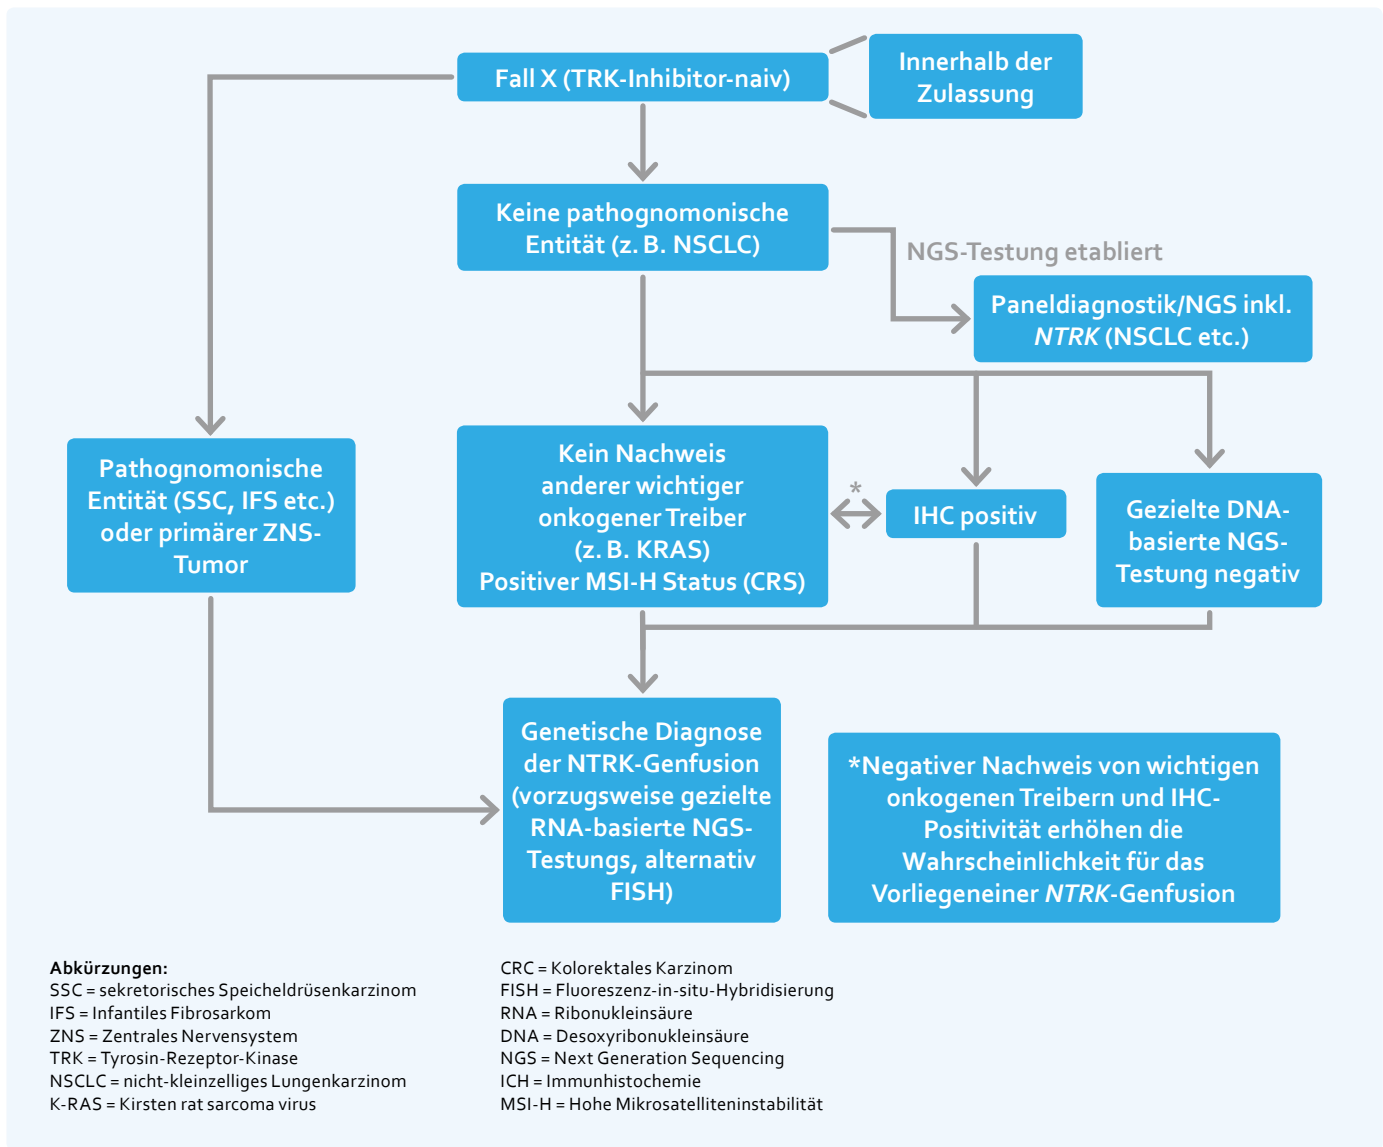 Fall X (TRK-Inhibitor-naiv)
Innerhalb der
Zulassung
Keine pathognomonische
Entität (z. B. NSCLC)
NGS-Testung etabliert
Paneldiagnostik/NGS inkl.
NTRK (NSCLC etc.)
Pathognomonische
Entität (SSC, IFS etc.)
oder primärer ZNS-
Tumor
Kein Nachweis
anderer wichtiger
onkogener Treiber
(z. B. KRAS)
Positiver MSI-H Status (CRS)
*
IHC positiv
Gezielte DNA-
basierte NGS-
Testung negativ
Genetische Diagnose
der NTRK-Genfusion
(vorzugsweise gezielte
RNA-basierte NGS-
Testungs, alternativ
FISH)
*Negativer Nachweis von wichtigen
onkogenen Treibern und IHC-
Positivität erhöhen die
Wahrscheinlichkeit für das
Vorliegeneiner NTRK-Genfusion
Abkürzungen:
SSC = sekretorisches Speicheldrüsenkarzinom
IFS = Infantiles Fibrosarkom
ZNS = Zentrales Nervensystem
TRK = Tyrosin-Rezeptor-Kinase
NSCLC = nicht-kleinzelliges Lungenkarzinom
K-RAS = Kirsten rat sarcoma virus
CRC = Kolorektales Karzinom
FISH = Fluoreszenz-in-situ-Hybridisierung
RNA = Ribonukleinsäure
DNA = Desoxyribonukleinsäure
NGS = Next Generation Sequencing
ICH = Immunhistochemie
MSI-H = Hohe Mikrosatelliteninstabilität